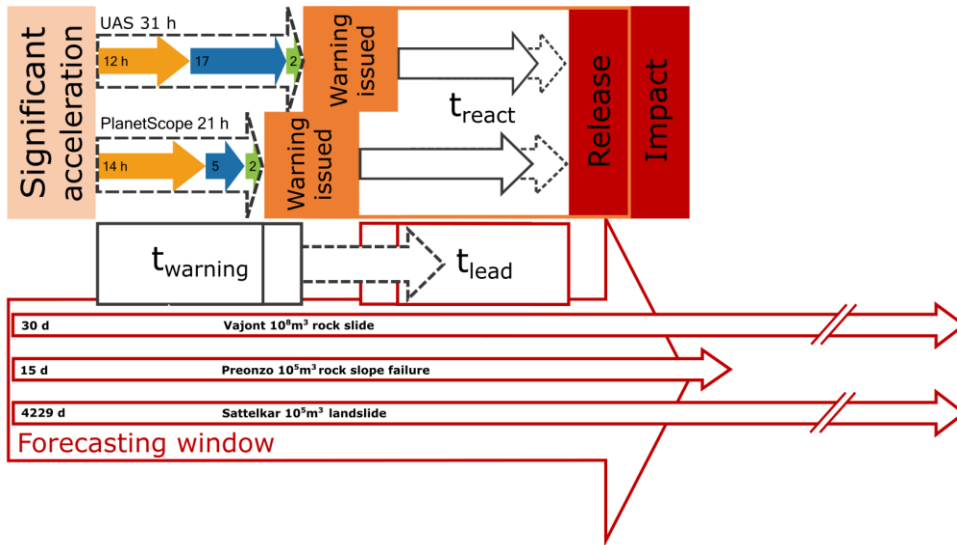 Significant
acceleration
UAS 31 h
12 h
17
2
Warning
issued
PlanetScope 21 h
14 h
5
2
Warning
issued
t_react
Release
Impact
t_warning
t_lead
30 d
Vajont 10⁸m³ rock slide
15 d
Preonzo 10⁵m³ rock slope failure
4229 d
Sattelkar 10⁵m³ landslide
Forecasting window